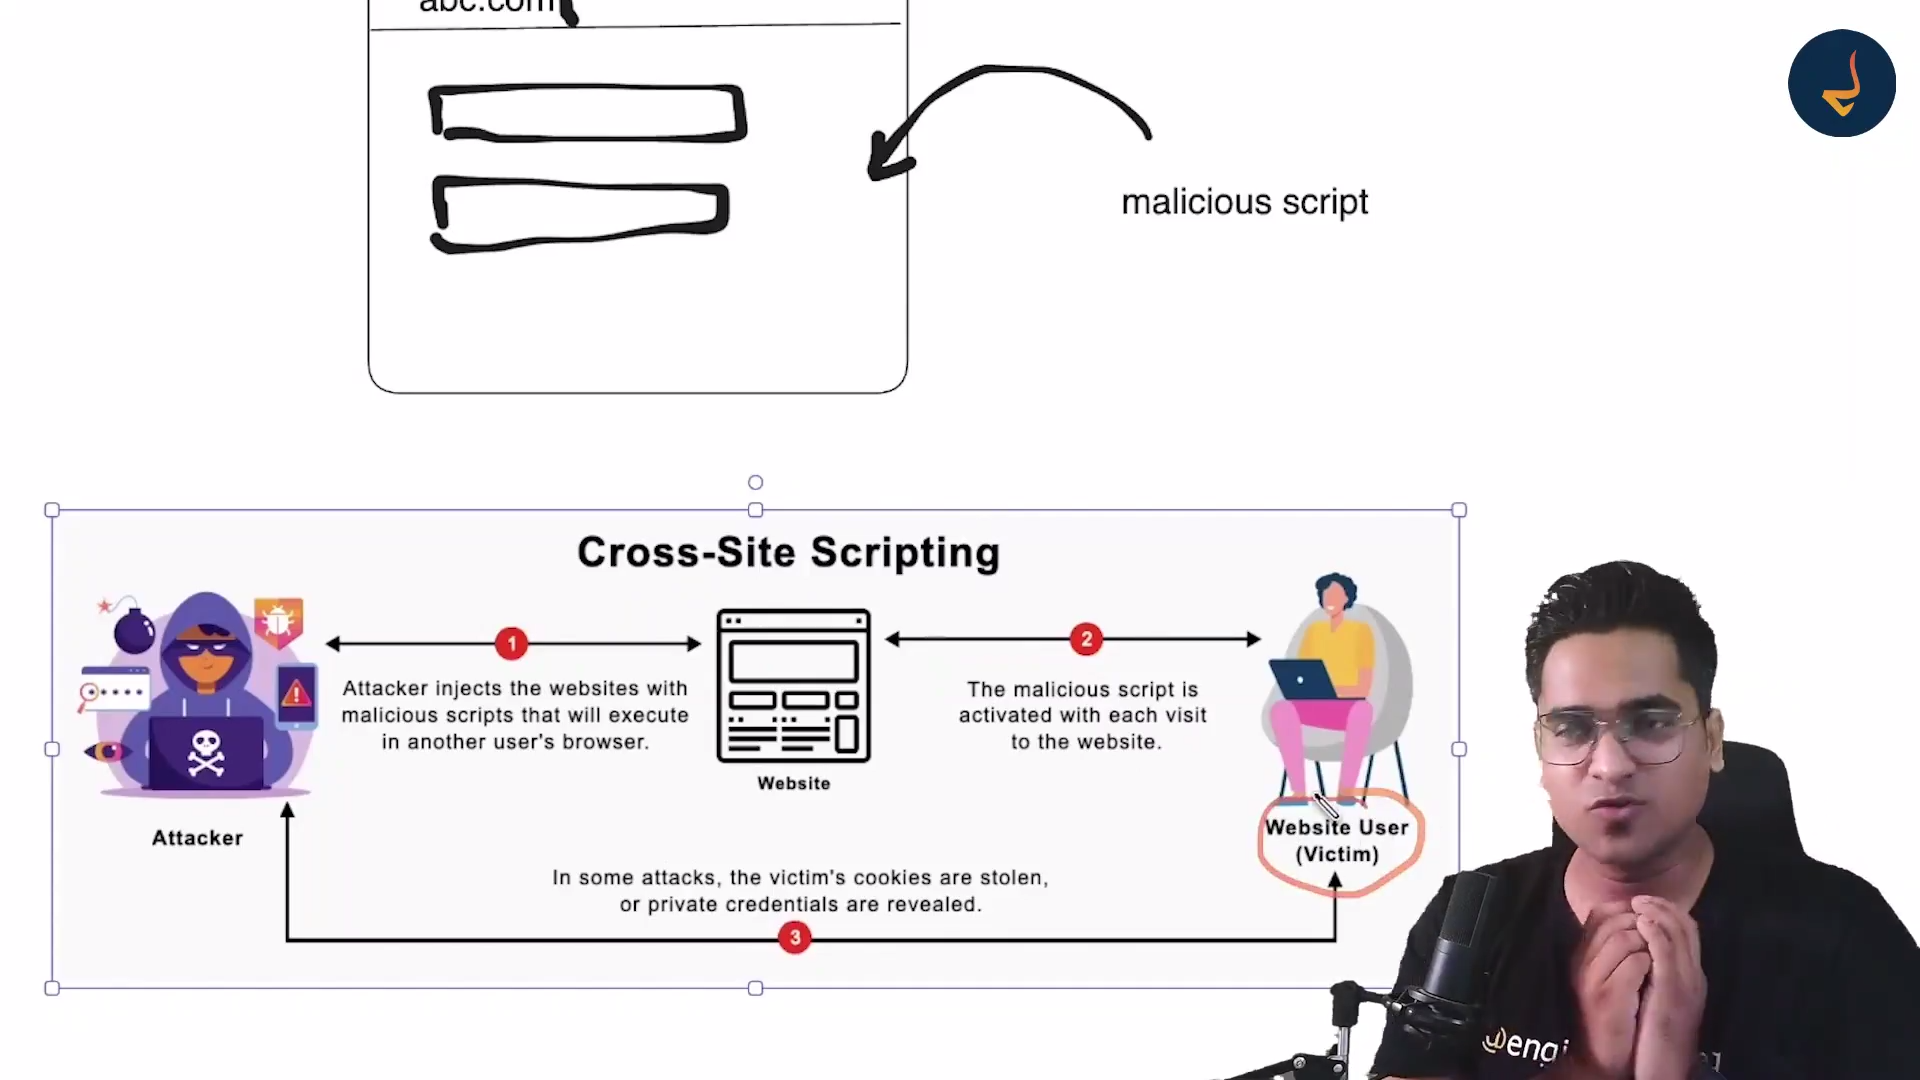 abc.com
malicious script
Cross-Site Scripting
1
2
Attacker injects the websites with
malicious scripts that will execute
in another user's browser.
The malicious script is
activated with each visit
to the website.
Website
Attacker
Website User
(Victim)
In some attacks, the victim's cookies are stolen,
or private credentials are revealed.
3